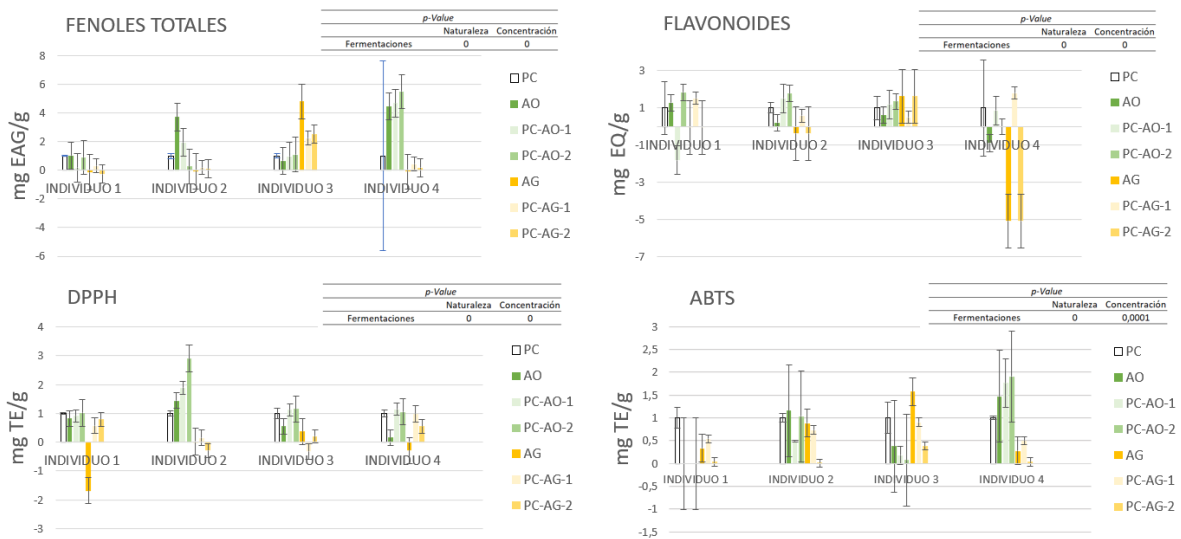 FENOLES TOTALES
p-Value
Naturaleza Concentración
Fermentaciones 0 0
mg EAG/g
8
6
4
2
0
-2
-4
-6
INDIVIDUO 1 INDIVIDUO 2 INDIVIDUO 3 INDIVIDUO 4
PC
AO
PC-AO-1
PC-AO-2
AG
PC-AG-1
PC-AG-2
FLAVONOIDES
p-Value
Naturaleza Concentración
Fermentaciones 0 0
mg EQ/g
3
1
-1
-3
-5
-7
INDIVIDUO 1 INDIVIDUO 2 INDIVIDUO 3 INDIVIDUO 4
PC
AO
PC-AO-1
PC-AO-2
AG
PC-AG-1
PC-AG-2
DPPH
p-Value
Naturaleza Concentración
Fermentaciones 0 0
mg TE/g
4
3
2
1
0
-1
-2
-3
INDIVIDUO 1 INDIVIDUO 2 INDIVIDUO 3 INDIVIDUO 4
PC
AO
PC-AO-1
PC-AO-2
AG
PC-AG-1
PC-AG-2
ABTS
p-Value
Naturaleza Concentración
Fermentaciones 0 0,0001
mg TE/g
3
2,5
2
1,5
1
0,5
0
-0,5
-1
-1,5
INDIVIDUO 1 INDIVIDUO 2 INDIVIDUO 3 INDIVIDUO 4
PC
AO
PC-AO-1
PC-AO-2
AG
PC-AG-1
PC-AG-2